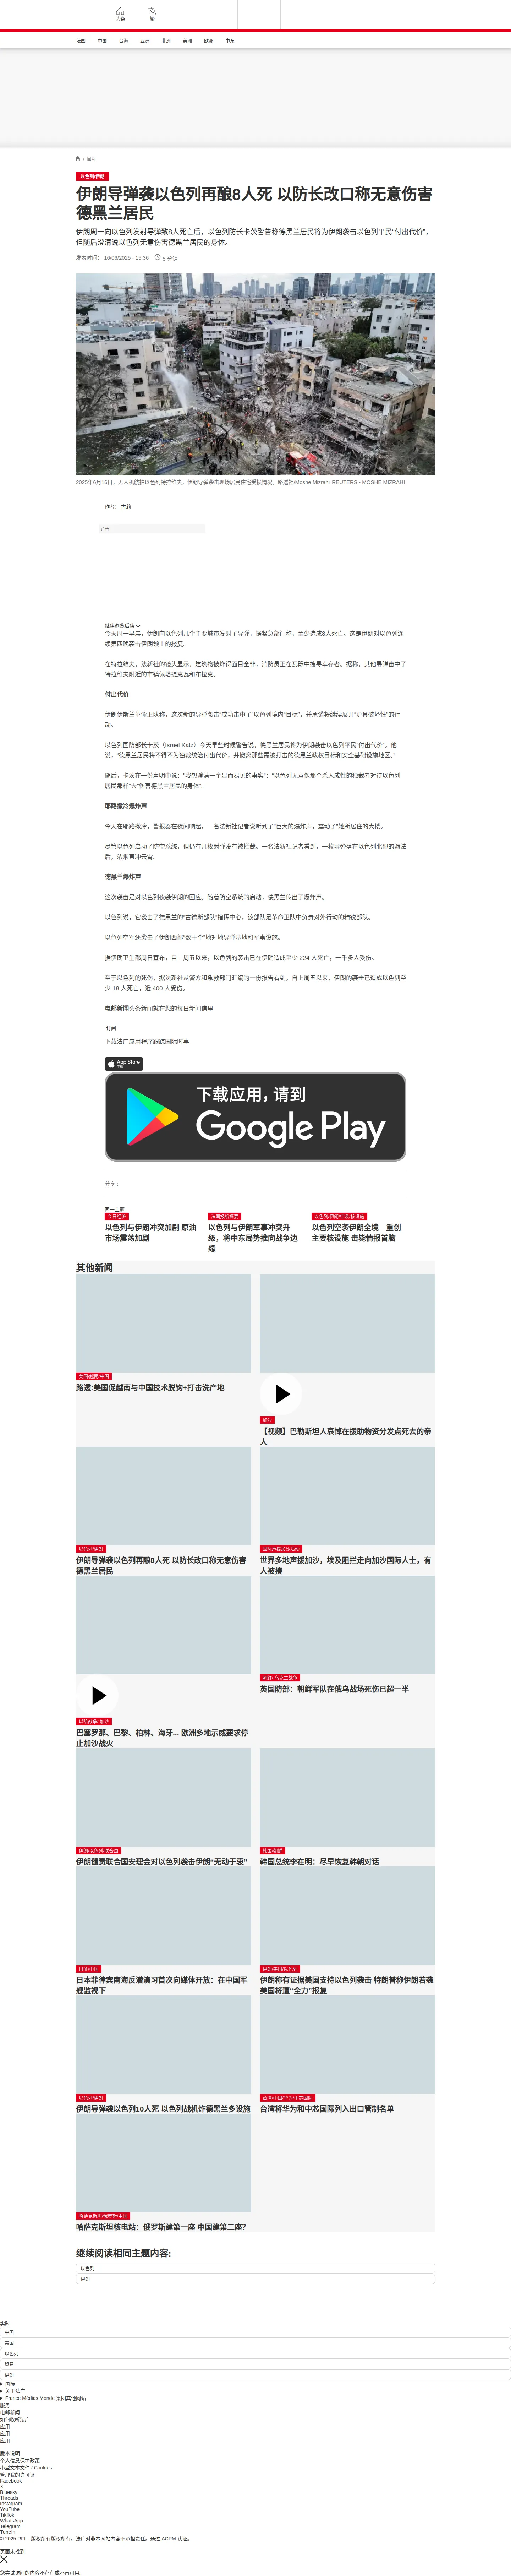 头条
繁
法国
中国
台海
亚洲
非洲
美洲
欧洲
中东
/ 国际
以色列/伊朗
伊朗导弹袭以色列再酿8人死 以防长改口称无意伤害
德黑兰居民
伊朗周一向以色列发射导弹致8人死亡后，以色列防长卡茨警告称德黑兰居民将为伊朗袭击以色列平民“付出代价”，
但随后澄清说以色列无意伤害德黑兰居民的身体。
发表时间： 16/06/2025 - 15:36
5 分钟
2025年6月16日，无人机航拍以色列特拉维夫，伊朗导弹袭击现场居民住宅受损情况。路透社/Moshe Mizrahi REUTERS - MOSHE MIZRAHI
作者： 古莉
广告
继续浏览后续
今天周一早晨，伊朗向以色列几个主要城市发射了导弹，据紧急部门称，至少造成8人死亡。这是伊朗对以色列连
续第四晚袭击伊朗领土的报复。
在特拉维夫，法新社的镜头显示，建筑物被炸得面目全非，消防员正在瓦砾中搜寻幸存者。据称，其他导弹击中了
特拉维夫附近的市镇佩塔提克瓦和布拉克。
付出代价
伊朗伊斯兰革命卫队称，这次新的导弹袭击“成功击中了”以色列境内“目标”，并承诺将继续展开“更具破坏性”的行
动。
以色列国防部长卡茨（Israel Katz）今天早些时候警告说，德黑兰居民将为伊朗袭击以色列平民“付出代价”。他
说，“德黑兰居民将不得不为独裁统治付出代价，并撤离那些需被打击的德黑兰政权目标和安全基础设施地区。”
随后，卡茨在一份声明中说：“我想澄清一个显而易见的事实”：“以色列无意像那个杀人成性的独裁者对待以色列
居民那样”去“伤害德黑兰居民的身体”。
耶路撒冷爆炸声
今天在耶路撒冷，警报器在夜间响起，一名法新社记者说听到了“巨大的爆炸声，震动了”她所居住的大楼。
尽管以色列启动了防空系统，但仍有几枚射弹没有被拦截。一名法新社记者看到，一枚导弹落在以色列北部的海法
后，浓烟直冲云霄。
德黑兰爆炸声
这次袭击是对以色列夜袭伊朗的回应。随着防空系统的启动，德黑兰传出了爆炸声。
以色列说，它袭击了德黑兰的“古德斯部队”指挥中心，该部队是革命卫队中负责对外行动的精锐部队。
以色列空军还袭击了伊朗西部“数十个”地对地导弹基地和军事设施。
据伊朗卫生部周日宣布，自上周五以来，以色列的袭击已在伊朗造成至少 224 人死亡，一千多人受伤。
至于以色列的死伤，据法新社从警方和急救部门汇编的一份报告看到，自上周五以来，伊朗的袭击已造成以色列至
少 18 人死亡，近 400 人受伤。
电邮新闻头条新闻就在您的每日新闻信里
订阅
下载法广应用程序跟踪国际时事
App Store
下载
下载应用，请到
Google Play
分享 :
同一主题
今日经济
以色列与伊朗冲突加剧 原油
市场震荡加剧
法国报纸摘要
以色列与伊朗军事冲突升
级，将中东局势推向战争边
缘
以色列/伊朗/空袭/核设施
以色列空袭伊朗全境 重创
主要核设施 击毙情报首脑
其他新闻
美国/越南/中国
路透:美国促越南与中国技术脱钩+打击洗产地
加沙
【视频】巴勒斯坦人哀悼在援助物资分发点死去的亲
人
以色列/伊朗
伊朗导弹袭以色列再酿8人死 以防长改口称无意伤害
德黑兰居民
国际声援加沙活动
世界多地声援加沙，埃及阻拦走向加沙国际人士，有
人被揍
以哈战争/ 加沙
巴塞罗那、巴黎、柏林、海牙... 欧洲多地示威要求停
止加沙战火
朝鲜/ 乌克兰战争
英国防部：朝鲜军队在俄乌战场死伤已超一半
伊朗/以色列/联合国
伊朗谴责联合国安理会对以色列袭击伊朗“无动于衷”
韩国/朝鲜
韩国总统李在明：尽早恢复韩朝对话
日菲/中国
日本菲律宾南海反潜演习首次向媒体开放：在中国军
舰监视下
伊朗/美国/以色列
伊朗称有证据美国支持以色列袭击 特朗普称伊朗若袭
美国将遭“全力”报复
以色列/伊朗
伊朗导弹袭以色列10人死 以色列战机炸德黑兰多设施
台湾/中国/华为/中芯国际
台湾将华为和中芯国际列入出口管制名单
哈萨克斯坦/俄罗斯/中国
哈萨克斯坦核电站：俄罗斯建第一座 中国建第二座?
继续阅读相同主题内容:
以色列
伊朗
实时
中国
美国
以色列
贸易
伊朗
国际
关于法广
France Médias Monde 集团其他网站
服务
电邮新闻
如何收听法广
应用
应用
应用
版本说明
个人信息保护政策
小型文本文件 / Cookies
管理我的许可证
Facebook
X
Bluesky
Threads
Instagram
YouTube
TikTok
WhatsApp
Telegram
TuneIn
© 2025 RFI – 版权所有版权所有。法广对非本网站内容不承担责任。通过 ACPM 认证。
页面未找到
您尝试访问的内容不存在或不再可用。